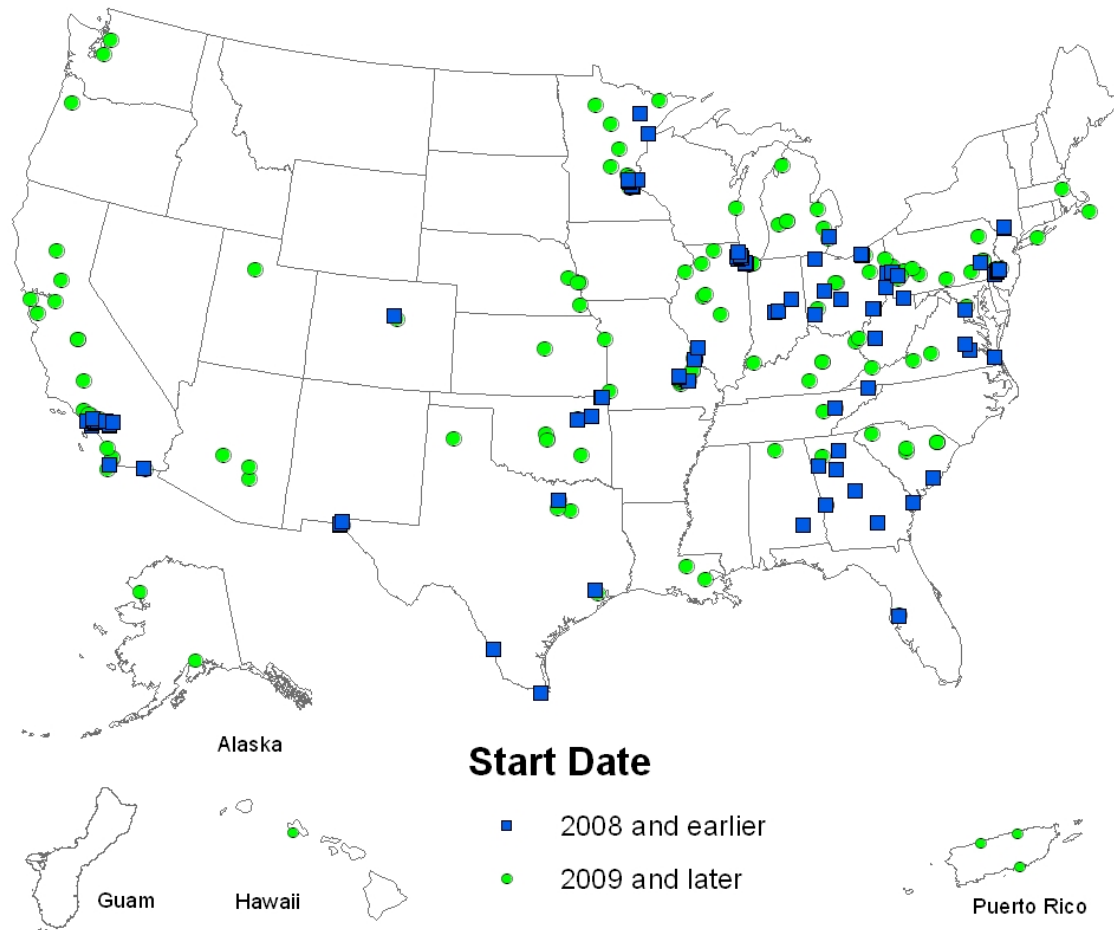 Alaska
Start Date
2008 and earlier
2009 and later
Guam
Hawaii
Puerto Rico